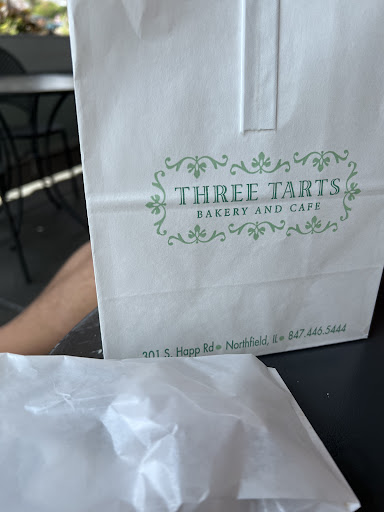 THREE TARTS
BAKERY AND CAFE
301 S. Happ Rd • Northfield, IL • 847.446.5444